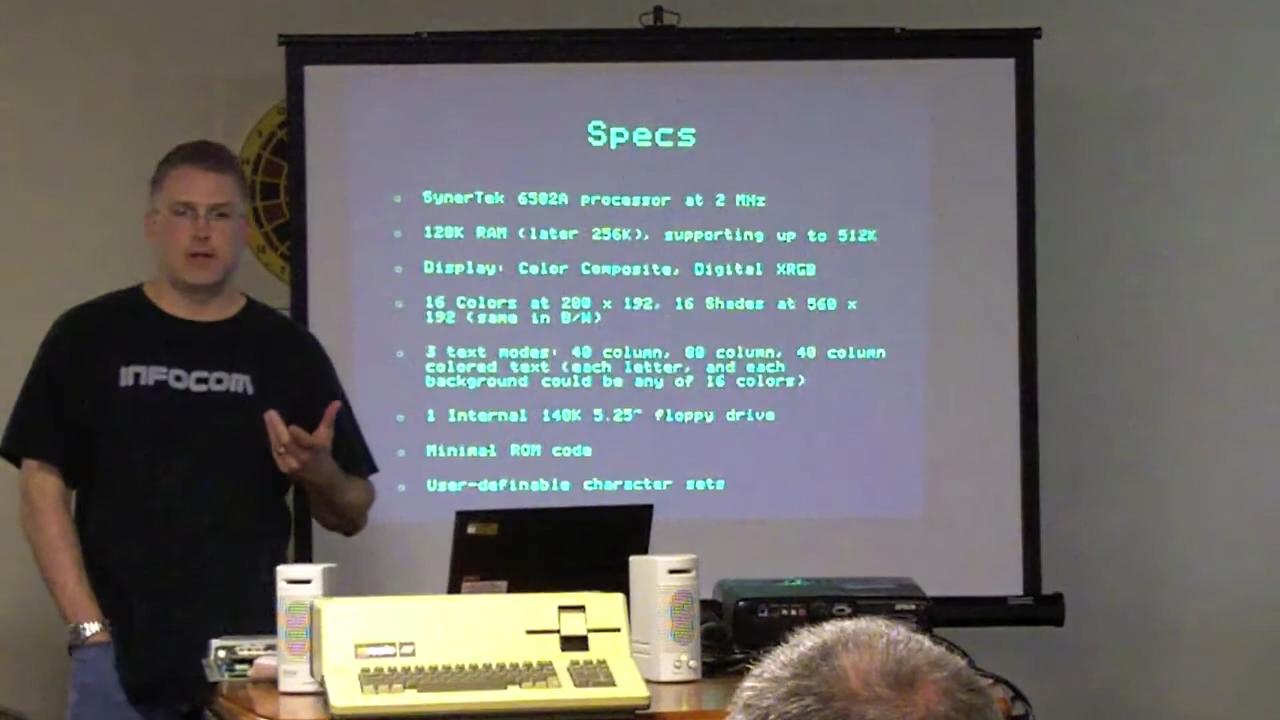 Specs
SynerTek 6502A processor at 2 MHz
128K RAM (later 256K), supporting up to 512K
Display: Color Composite, Digital XRGB
16 Colors at 280 x 192, 16 Shades at 560 x
192 (same in B/W)
3 text modes: 40 column, 80 column, 40 column
colored text (each letter, and each
background could be any of 16 colors)
1 Internal 140K 5.25" floppy drive
Minimal ROM code
User-definable character sets
INFOCOM
apple ///
EPSON